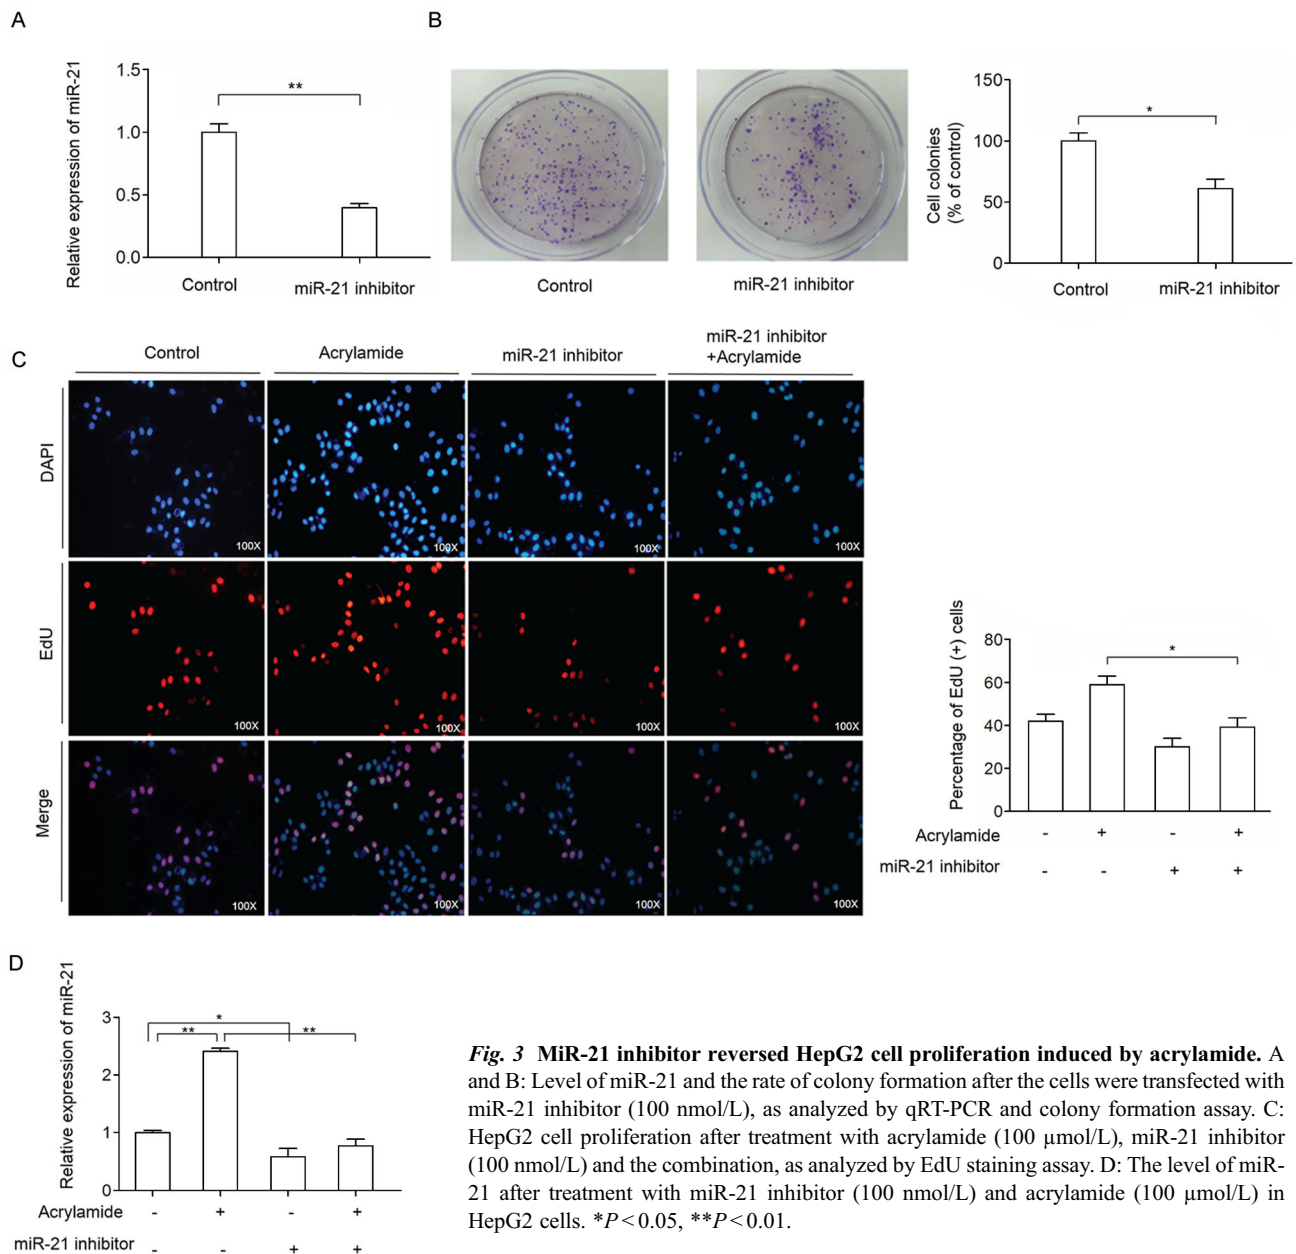 A
Relative expression of miR-21
1.5
1.0
0.5
0.0
**
Control
miR-21 inhibitor
B
Control
miR-21 inhibitor
Cell colonies
(% of control)
150
100
50
0
*
Control
miR-21 inhibitor
C
Control
Acrylamide
miR-21 inhibitor
miR-21 inhibitor
+Acrylamide
DAPI
100X
100X
100X
100X
EdU
100X
100X
100X
100X
Merge
100X
100X
100X
100X
Percentage of EdU (+) cells
80
60
40
20
0
*
Acrylamide - + - +
miR-21 inhibitor - - + +
D
Relative expression of miR-21
3
2
1
0
*
** **
Acrylamide - + - +
miR-21 inhibitor - - + +
Fig. 3 MiR-21 inhibitor reversed HepG2 cell proliferation induced by acrylamide. A
and B: Level of miR-21 and the rate of colony formation after the cells were transfected with
miR-21 inhibitor (100 nmol/L), as analyzed by qRT-PCR and colony formation assay. C:
HepG2 cell proliferation after treatment with acrylamide (100 μmol/L), miR-21 inhibitor
(100 nmol/L) and the combination, as analyzed by EdU staining assay. D: The level of miR-
21 after treatment with miR-21 inhibitor (100 nmol/L) and acrylamide (100 μmol/L) in
HepG2 cells. *P < 0.05, **P < 0.01.